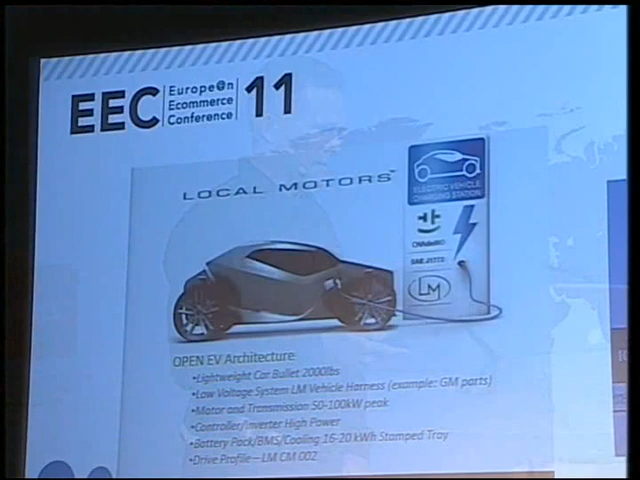 EEC Europe@n Ecommerce Conference 11
LOCAL MOTORS™
ELECTRIC VEHICLE
CHARGING STATION
CHAdeMO
SAE J1772
LM
OPEN EV Architecture
•Lightweight Car Bullet 2000lbs
•Low Voltage System LM Vehicle Harness (example: GM parts)
•Motor and Transmission 50-100kW peak
•Controller/Inverter High Power
•Battery Pack/BMS/Cooling 16-20 kWh Stamped Tray
•Drive Profile – LM CM 002